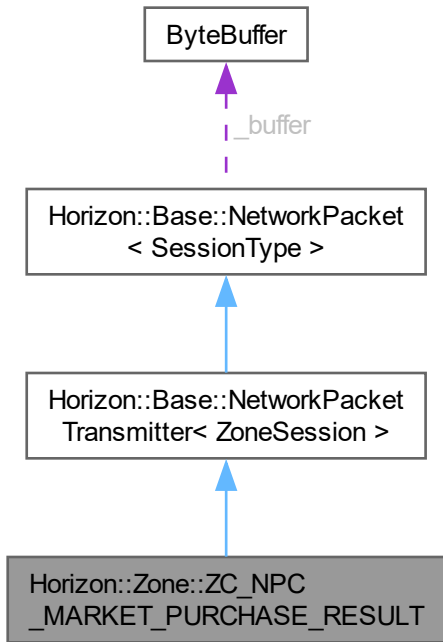 ByteBuffer
_buffer
Horizon::Base::NetworkPacket
< SessionType >
Horizon::Base::NetworkPacket
Transmitter< ZoneSession >
Horizon::Zone::ZC_NPC
_MARKET_PURCHASE_RESULT